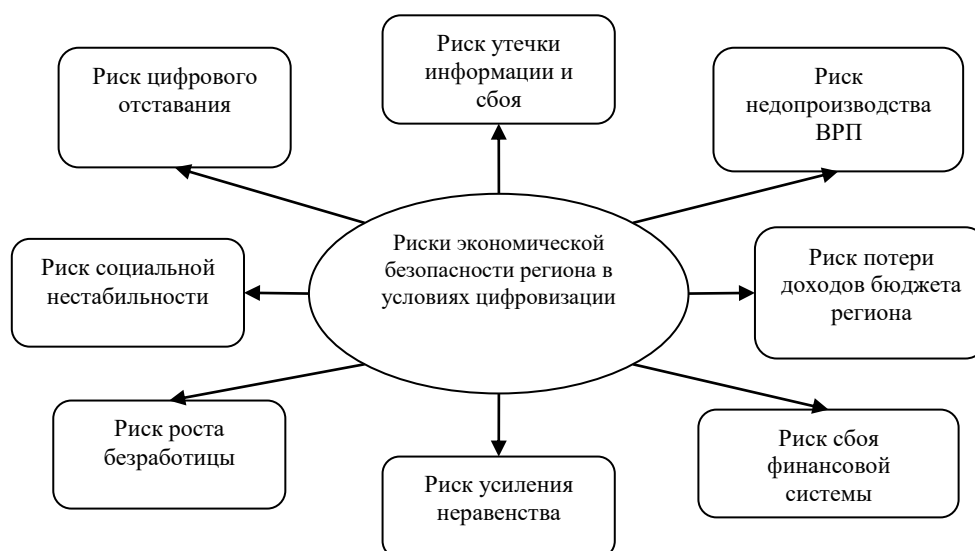 Риск цифрового
отставания
Риск утечки
информации и
сбоя
Риск
недопроизводства
ВРП
Риски экономической
безопасности региона в
условиях цифровизации
Риск социальной
нестабильности
Риск потери
доходов бюджета
региона
Риск роста
безработицы
Риск усиления
неравенства
Риск сбоя
финансовой
системы